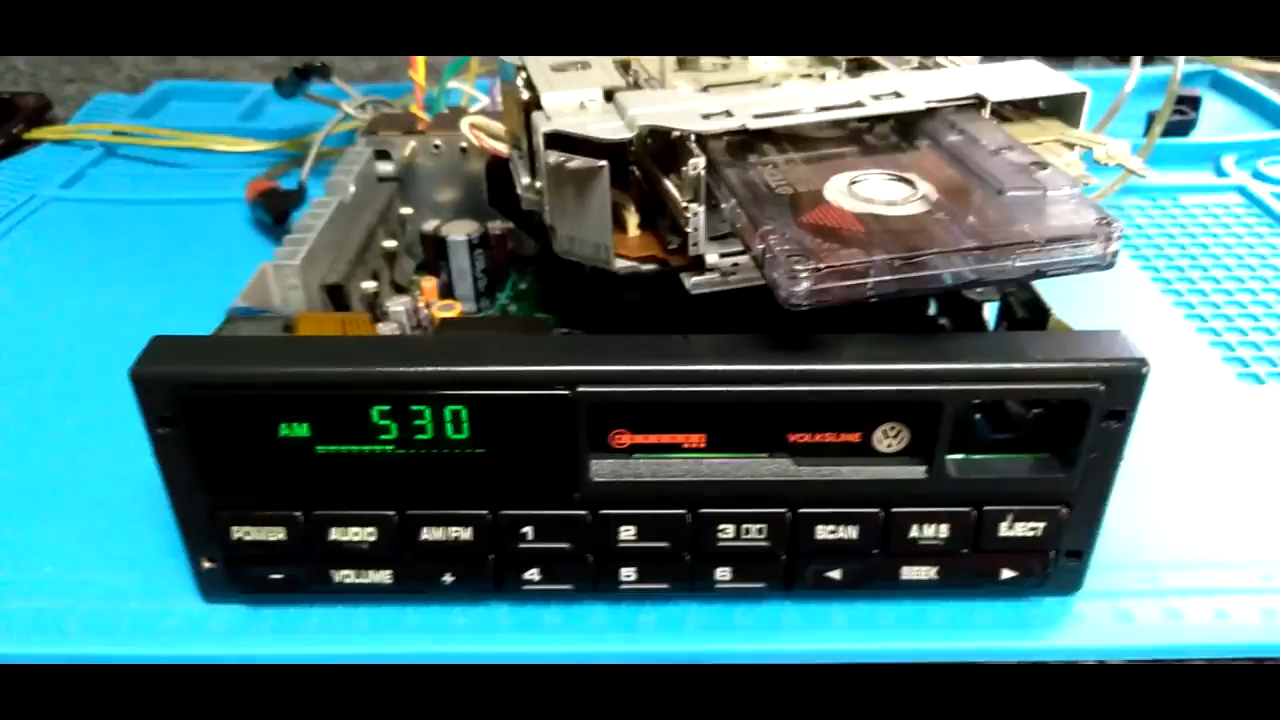 AM 530
VOLKSLINE
POWER AUDIO AM/FM 1 2 3 SCAN AMS EJECT
- VOLUME + 4 5 6 SEEK